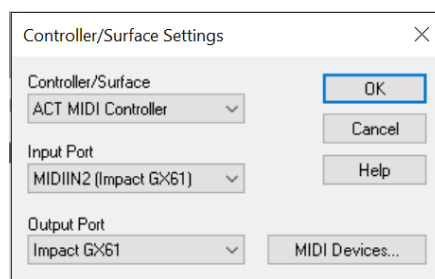 Controller/Surface Settings
Controller/Surface
ACT MIDI Controller
Input Port
MIDIIN2 (Impact GX61)
Output Port
Impact GX61
OK
Cancel
Help
MIDI Devices...